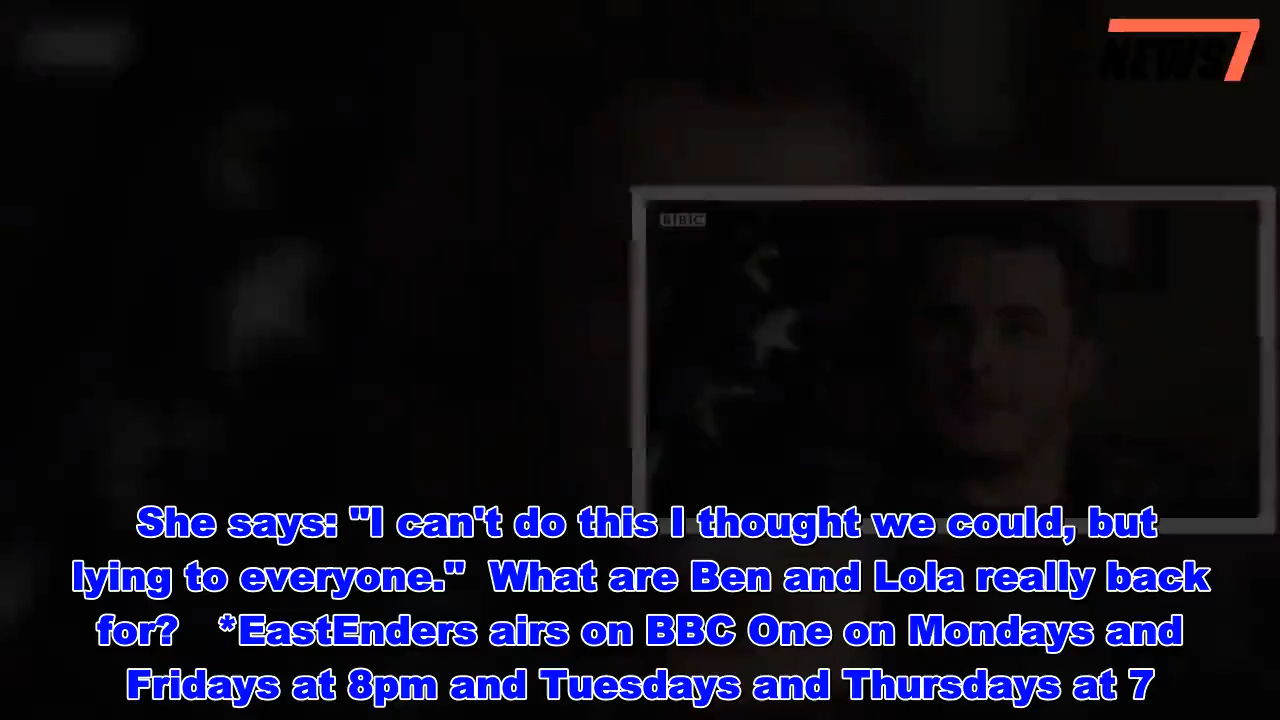 NEWS 7
BBC
She says: "I can't do this I thought we could, but
lying to everyone."  What are Ben and Lola really back
for?   *EastEnders airs on BBC One on Mondays and
Fridays at 8pm and Tuesdays and Thursdays at 7